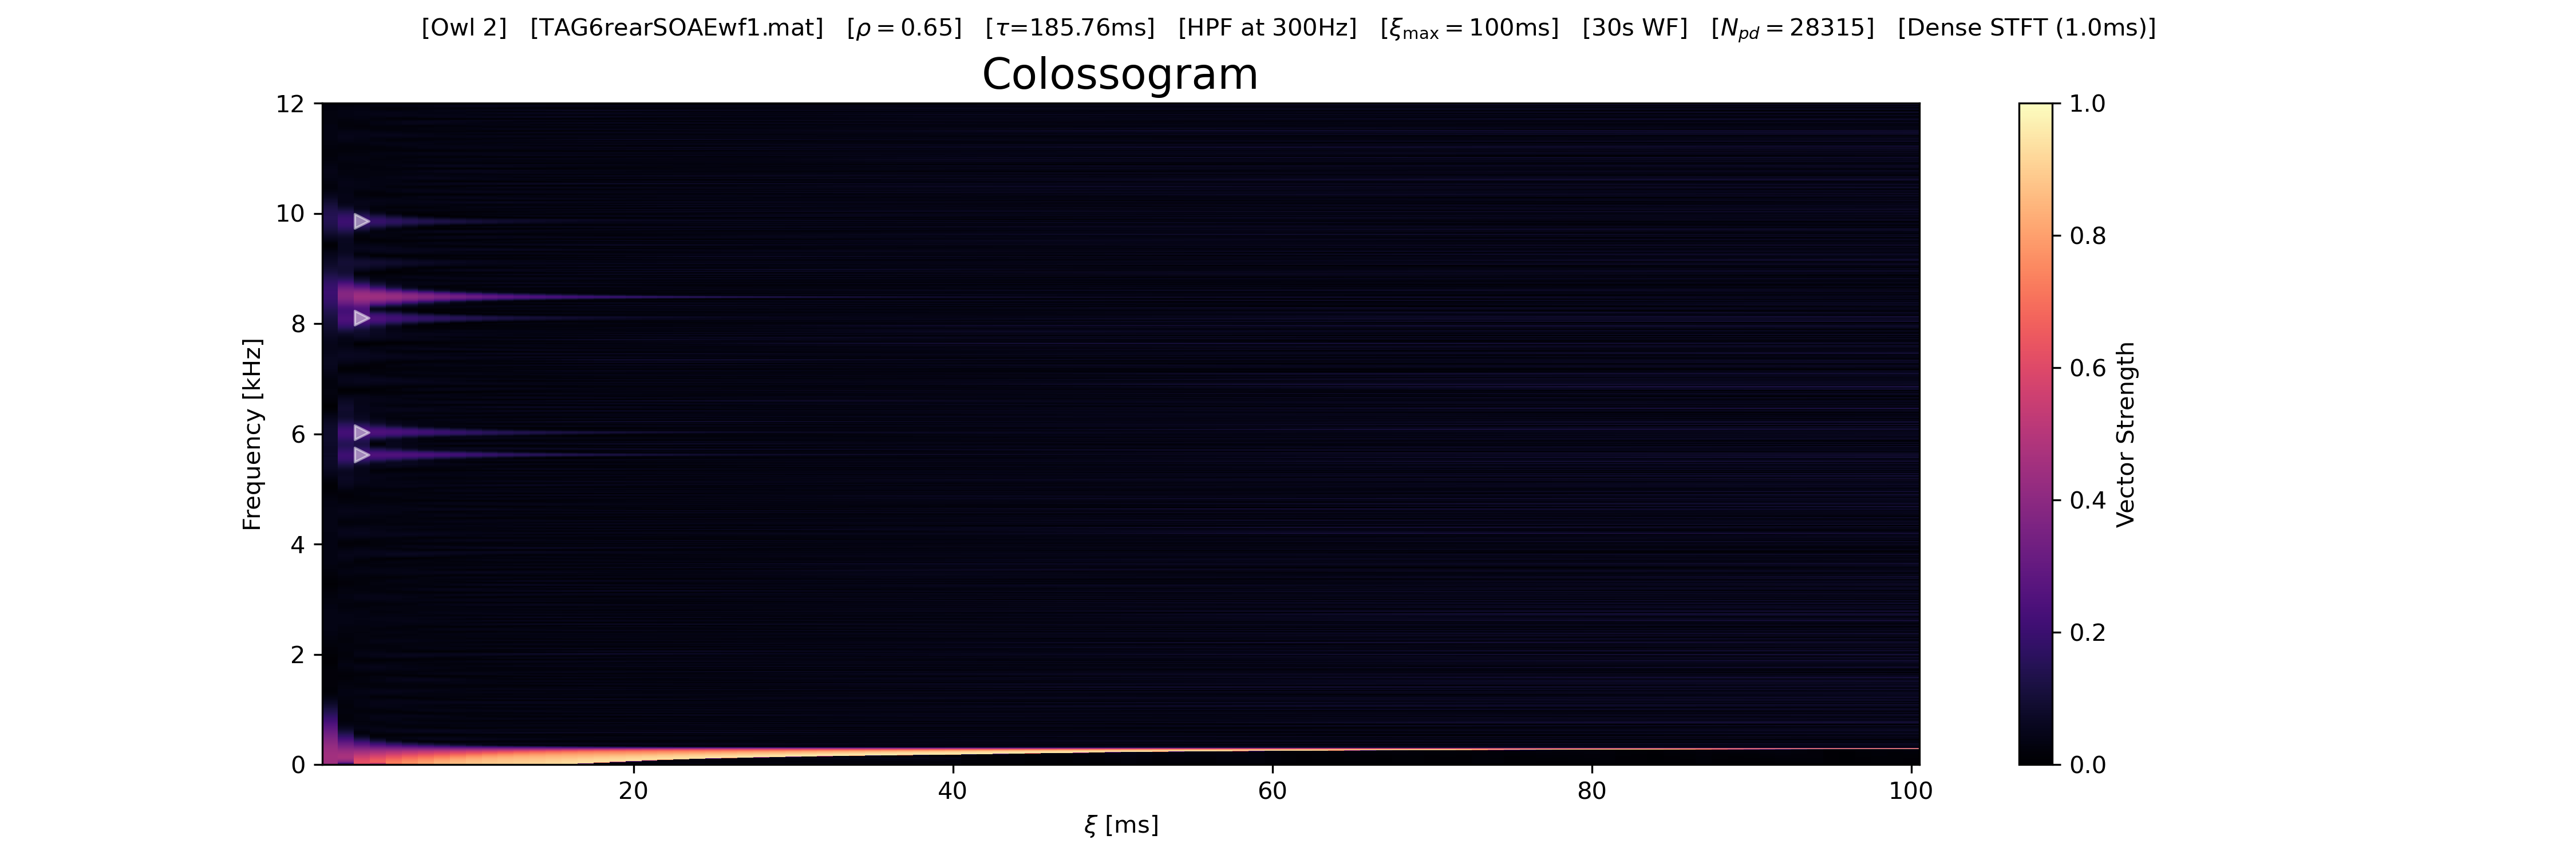 [Owl 2] [TAG6rearSOAEwf1.mat] [ρ = 0.65] [τ=185.76ms] [HPF at 300Hz] [ξmax = 100ms] [30s WF] [Npd = 28315] [Dense STFT (1.0ms)]
Colossogram
Frequency [kHz]
12
10
8
6
4
2
0
20 40 60 80 100
ξ [ms]
1.0
0.8
0.6
0.4
0.2
0.0
Vector Strength